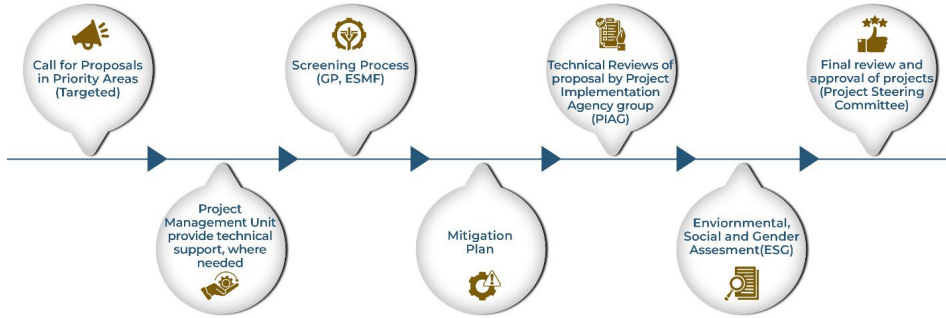 Call for Proposals
in Priority Areas
(Targeted)
Project
Management Unit
provide technical
support, where
needed
Screening Process
(GP, ESMF)
Mitigation
Plan
Technical Reviews of
proposal by Project
Implementation
Agency group
(PIAG)
Enviornmental,
Social and Gender
Assesment(ESG)
Final review and
approval of projects
(Project Steering
Committee)